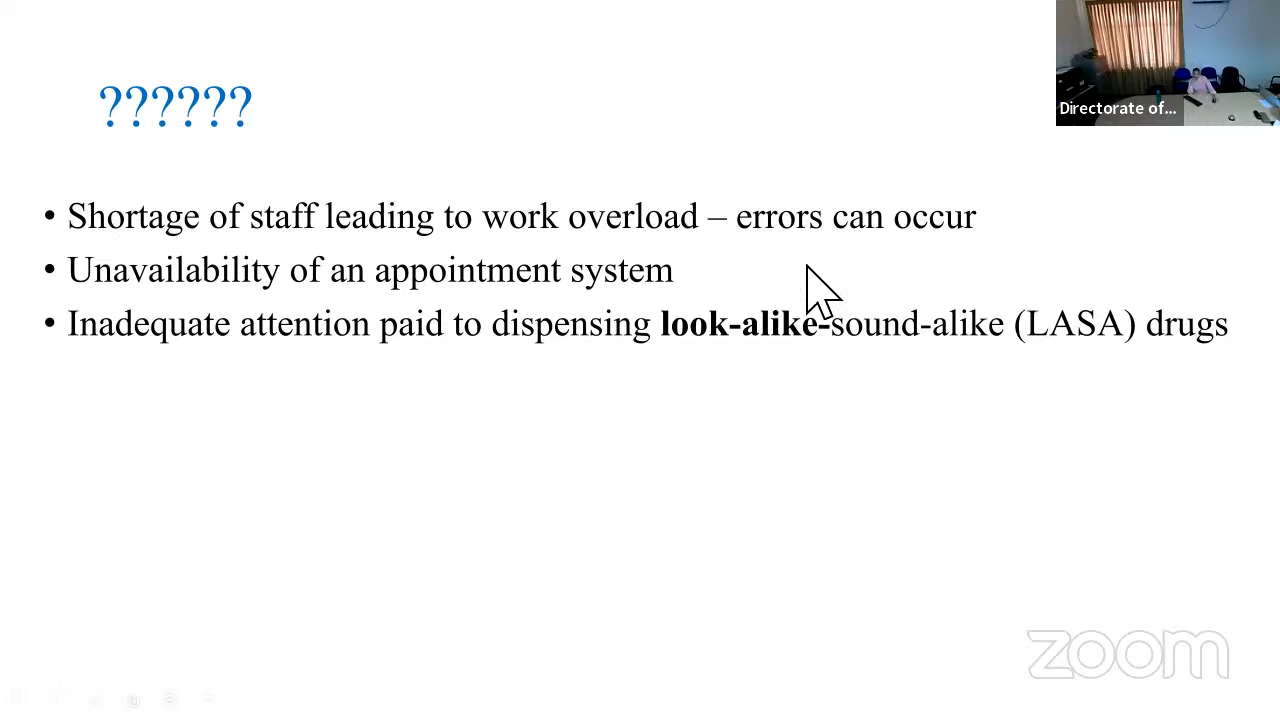 ??????
Directorate of...
• Shortage of staff leading to work overload – errors can occur
• Unavailability of an appointment system
• Inadequate attention paid to dispensing look-alike-sound-alike (LASA) drugs
zoom